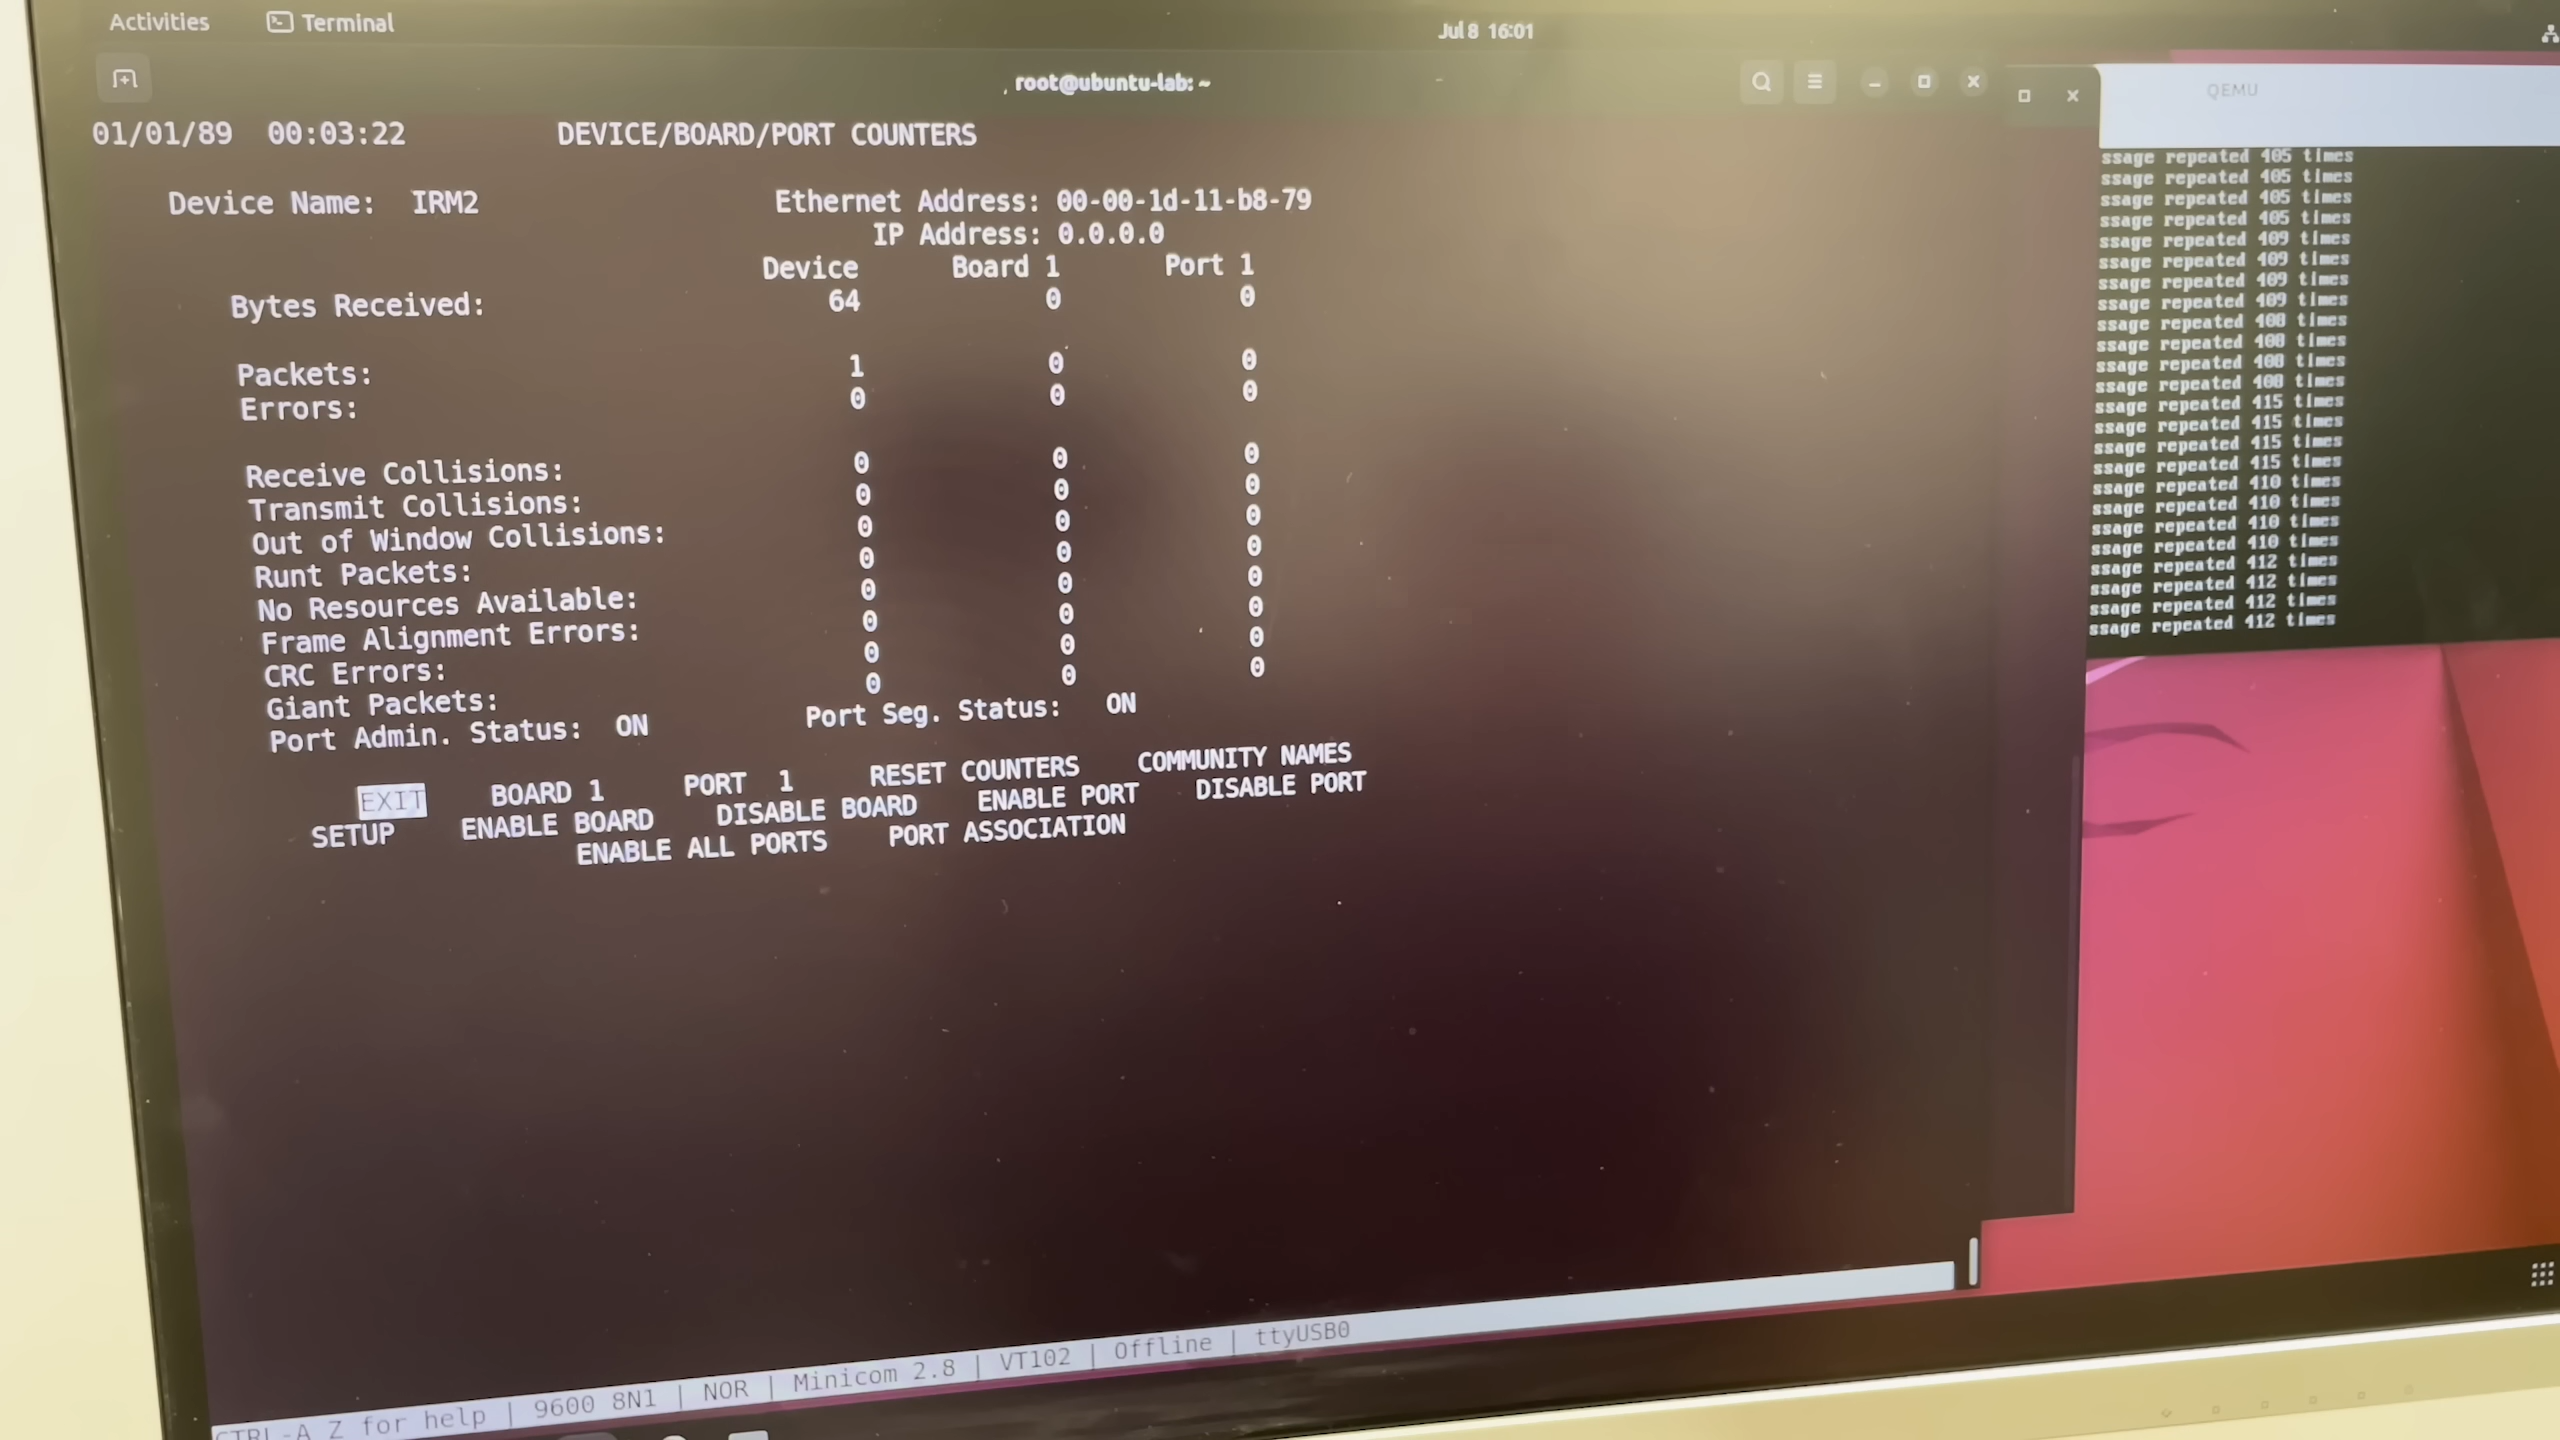 Activities Terminal Jul 8 16:01
root@ubuntu-lab: ~
QEMU
01/01/89 00:03:22 DEVICE/BOARD/PORT COUNTERS
Device Name: IRM2 Ethernet Address: 00-00-1d-11-b8-79
IP Address: 0.0.0.0
Device Board 1 Port 1
Bytes Received: 64 0 0
Packets: 1 0 0
Errors: 0 0 0
Receive Collisions: 0 0 0
Transmit Collisions: 0 0 0
Out of Window Collisions: 0 0 0
Runt Packets: 0 0 0
No Resources Available: 0 0 0
Frame Alignment Errors: 0 0 0
CRC Errors: 0 0 0
Giant Packets: 0 0 0
Port Admin. Status: ON Port Seg. Status: ON
EXIT BOARD 1 PORT 1 RESET COUNTERS COMMUNITY NAMES
SETUP ENABLE BOARD DISABLE BOARD ENABLE PORT DISABLE PORT
ENABLE ALL PORTS PORT ASSOCIATION
CTRL-A Z for help | 9600 8N1 | NOR | Minicom 2.8 | VT102 | Offline | ttyUSB0
ssage repeated 405 times
ssage repeated 405 times
ssage repeated 405 times
ssage repeated 405 times
ssage repeated 409 times
ssage repeated 409 times
ssage repeated 409 times
ssage repeated 409 times
ssage repeated 408 times
ssage repeated 408 times
ssage repeated 408 times
ssage repeated 408 times
ssage repeated 415 times
ssage repeated 415 times
ssage repeated 415 times
ssage repeated 415 times
ssage repeated 410 times
ssage repeated 410 times
ssage repeated 410 times
ssage repeated 410 times
ssage repeated 412 times
ssage repeated 412 times
ssage repeated 412 times
ssage repeated 412 times